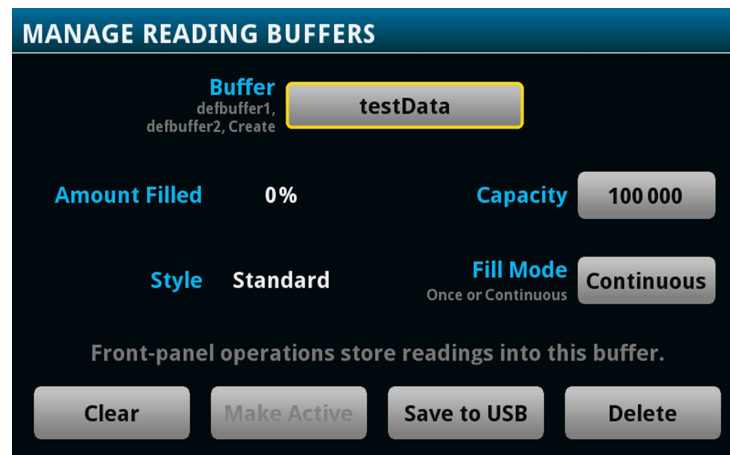 MANAGE READING BUFFERS
Buffer
defbuffer1,
defbuffer2, Create
testData
Amount Filled 0% Capacity 100 000
Style Standard Fill Mode
Once or Continuous
Continuous
Front-panel operations store readings into this buffer.
Clear Make Active Save to USB Delete